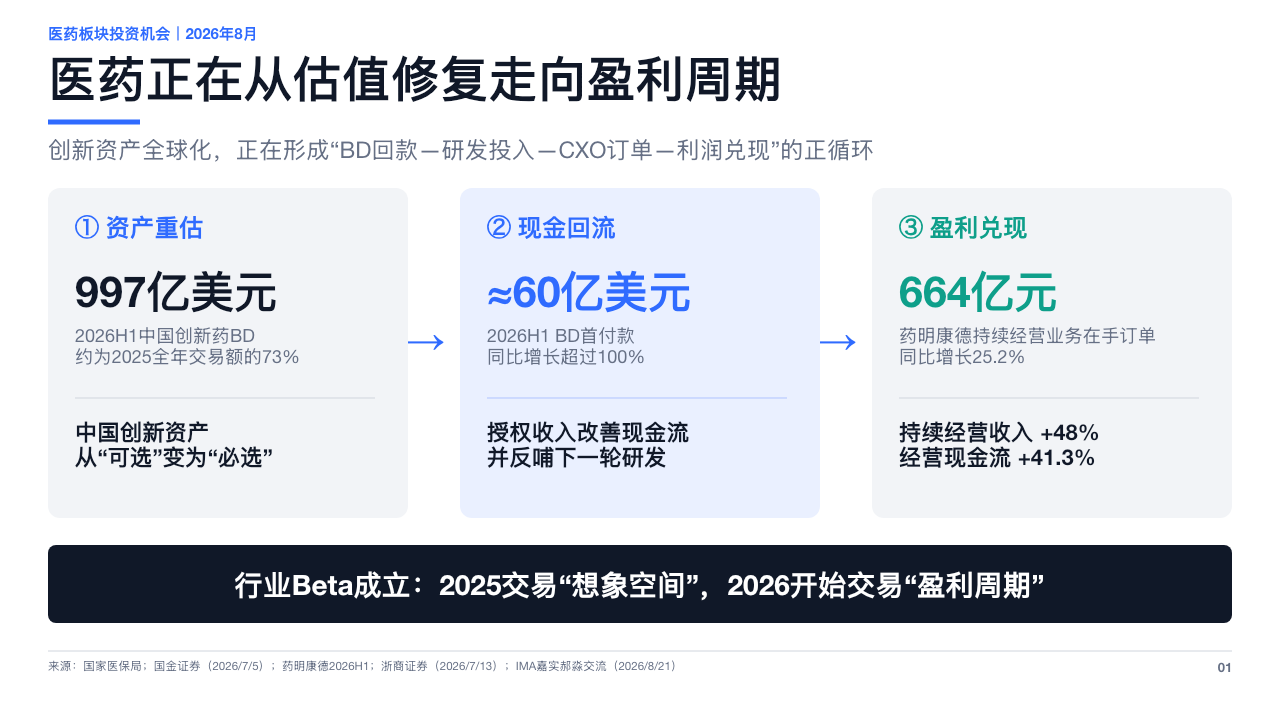 医药板块投资机会｜2026年8月
医药正在从估值修复走向盈利周期
创新资产全球化，正在形成“BD回款—研发投入—CXO订单—利润兑现”的正循环
① 资产重估
997亿美元
2026H1中国创新药BD
约为2025全年交易额的73%
中国创新资产
从“可选”变为“必选”
→
② 现金回流
≈60亿美元
2026H1 BD首付款
同比增长超过100%
授权收入改善现金流
并反哺下一轮研发
→
③ 盈利兑现
664亿元
药明康德持续经营业务在手订单
同比增长25.2%
持续经营收入 +48%
经营现金流 +41.3%
行业Beta成立：2025交易“想象空间”，2026开始交易“盈利周期”
来源：国家医保局；国金证券（2026/7/5）；药明康德2026H1；浙商证券（2026/7/13）；IMA嘉实郝淼交流（2026/8/21）
01